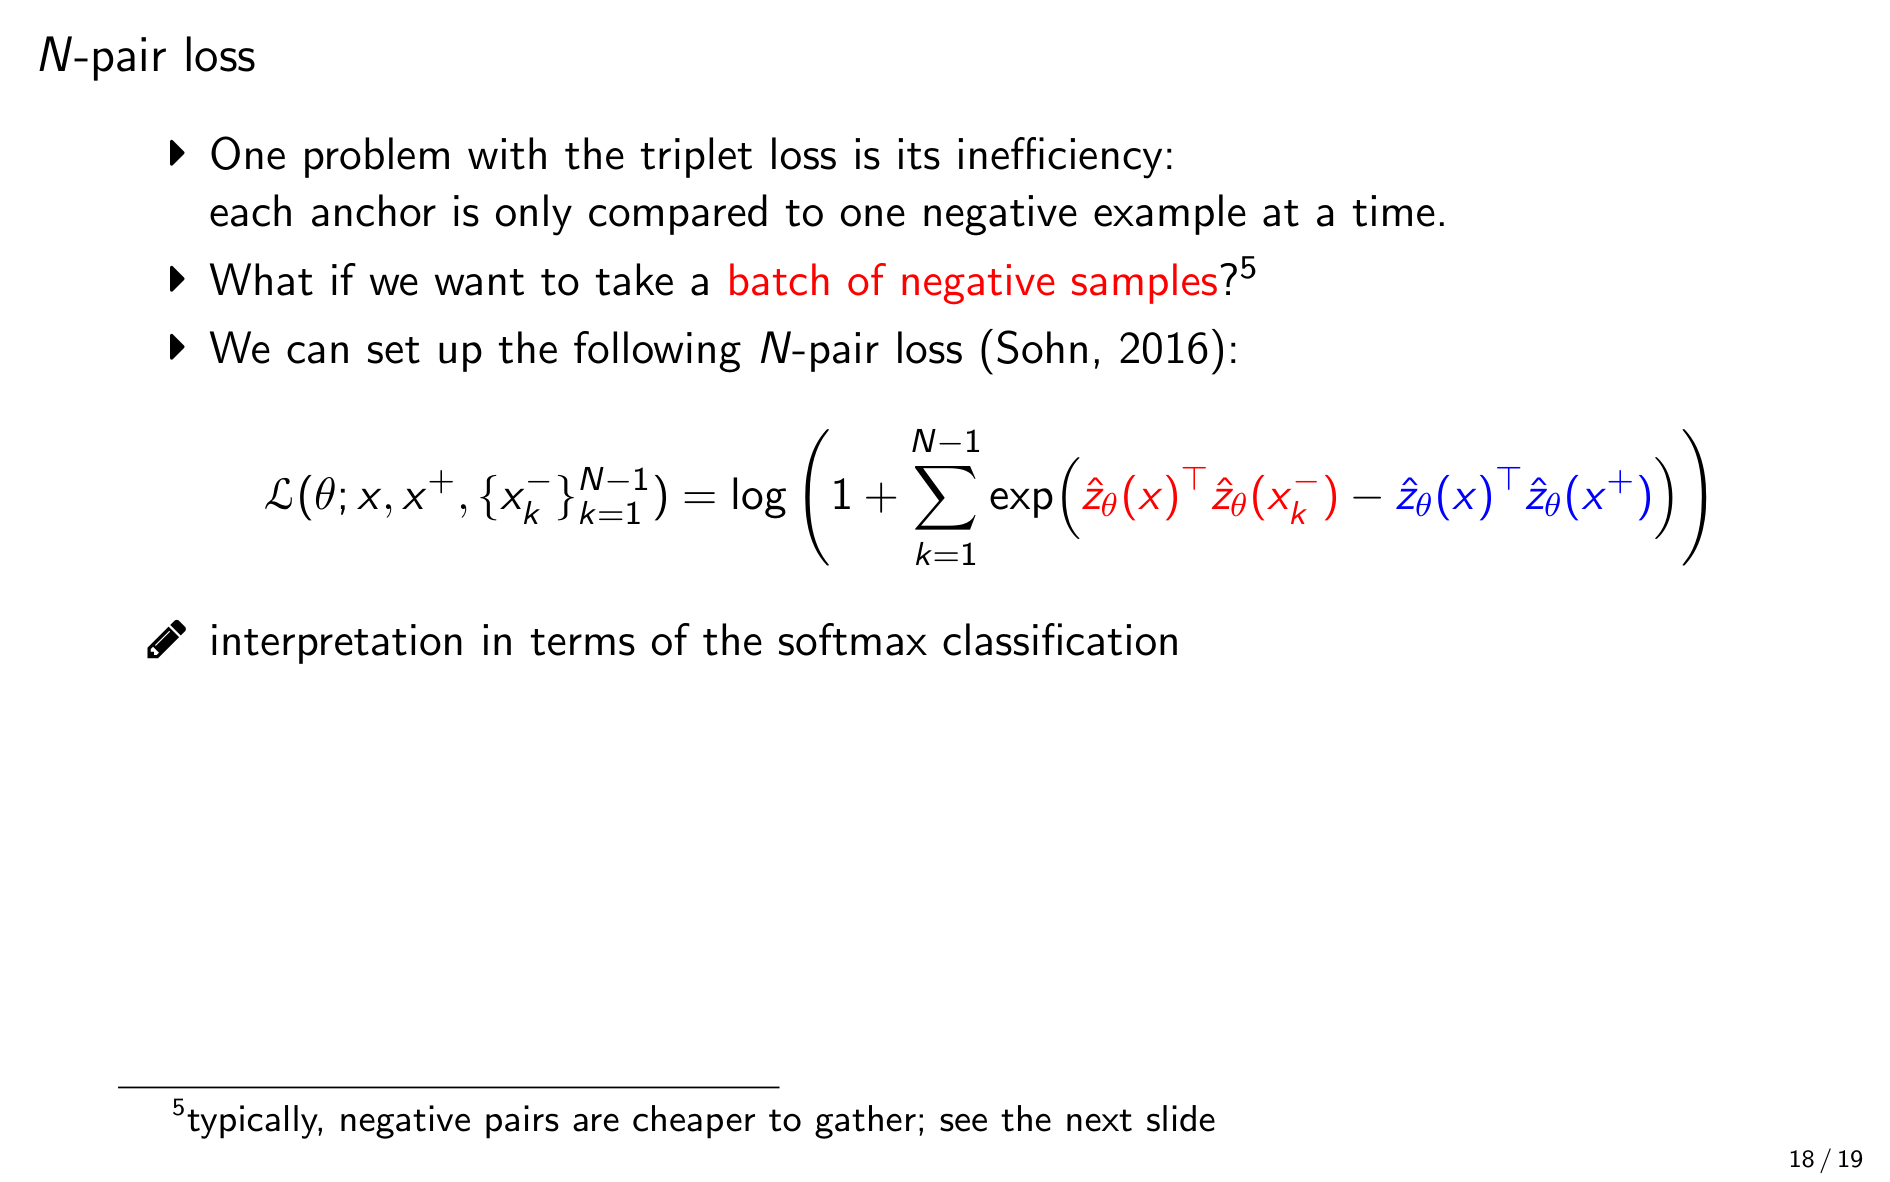 N-pair loss
One problem with the triplet loss is its inefficiency:
each anchor is only compared to one negative example at a time.
What if we want to take a batch of negative samples?⁵
We can set up the following N-pair loss (Sohn, 2016):
$\mathcal{L}(\theta; x, x^+, \{x_k^-\}_{k=1}^{N-1}) = \log\left(1 + \sum_{k=1}^{N-1} \exp\left(\hat{z}_\theta(x)^\top \hat{z}_\theta(x_k^-) - \hat{z}_\theta(x)^\top \hat{z}_\theta(x^+)\right)\right)$
interpretation in terms of the softmax classification
⁵typically, negative pairs are cheaper to gather; see the next slide
18 / 19